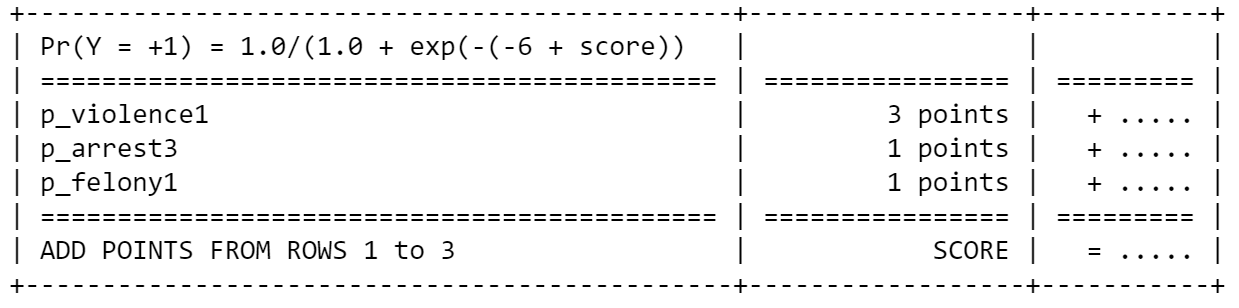 +----------------------------------------------+------------------+-----------+
| Pr(Y = +1) = 1.0/(1.0 + exp(-(-6 + score)) | | |
| ============================================ | ================ | ========= |
| p_violence1 | 3 points | + ..... |
| p_arrest3 | 1 points | + ..... |
| p_felony1 | 1 points | + ..... |
| ============================================ | ================ | ========= |
| ADD POINTS FROM ROWS 1 to 3 | SCORE | = ..... |
+----------------------------------------------+------------------+-----------+